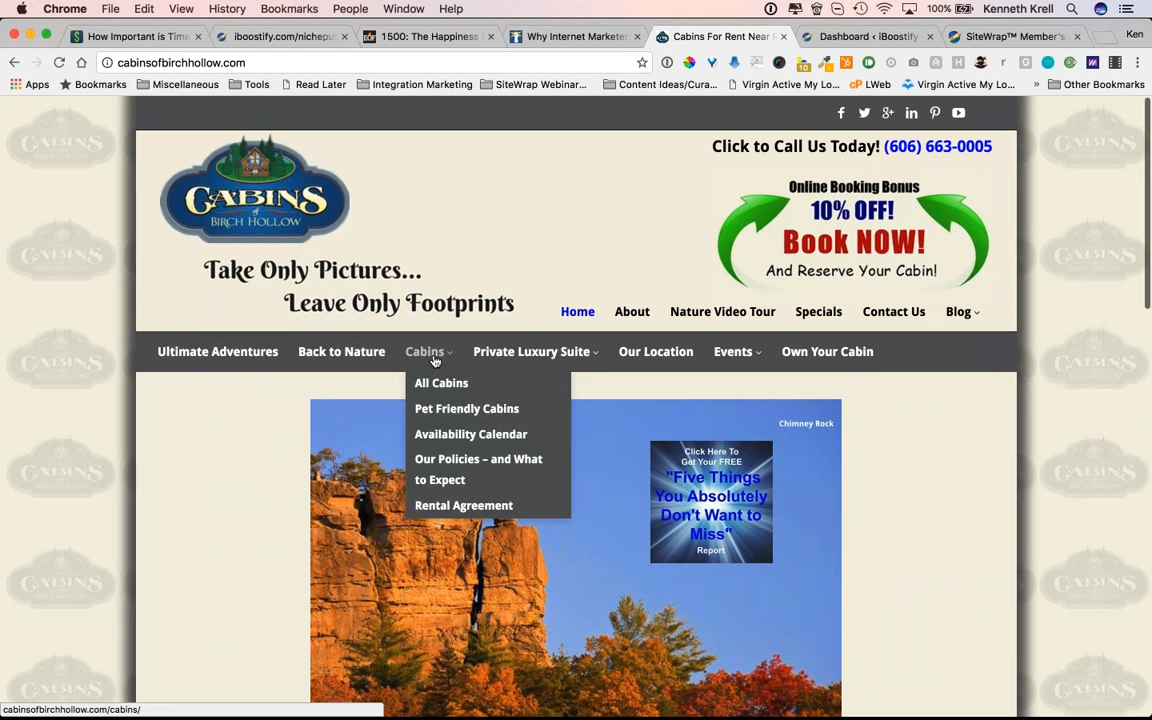 Chrome File Edit View History Bookmarks People Window Help 100% Kenneth Krell
How Important is Time
iboostify.com/nichepu
1500: The Happiness
Why Internet Marketer
Cabins For Rent Near
Dashboard ‹ iBoostify
SiteWrap™ Member's
Ken
cabinsofbirchhollow.com
10
Apps Bookmarks Miscellaneous Tools Read Later Integration Marketing SiteWrap Webinar... Content Ideas/Cura... Virgin Active My Lo... LWeb Virgin Active My Lo... » Other Bookmarks
CABINS
of
BIRCH HOLLOW
Take Only Pictures...
Leave Only Footprints
Click to Call Us Today! (606) 663-0005
Online Booking Bonus
10% OFF!
Book NOW!
And Reserve Your Cabin!
Home About Nature Video Tour Specials Contact Us Blog
Ultimate Adventures Back to Nature Cabins Private Luxury Suite Our Location Events Own Your Cabin
All Cabins
Pet Friendly Cabins
Availability Calendar
Our Policies – and What
to Expect
Rental Agreement
Chimney Rock
Click Here To
Get Your FREE
"Five Things
You Absolutely
Don't Want to
Miss"
Report
cabinsofbirchhollow.com/cabins/